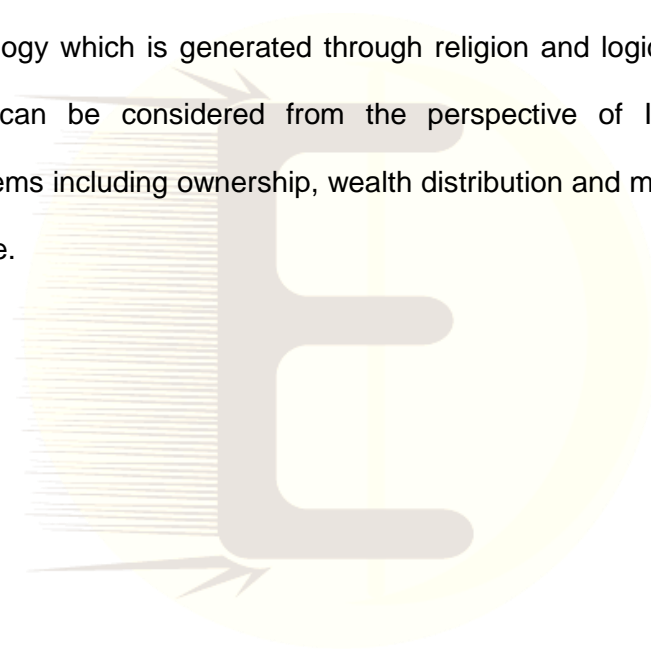 ogy which is generated through religion and logic
can be considered from the perspective of I
ems including ownership, wealth distribution and m
e.